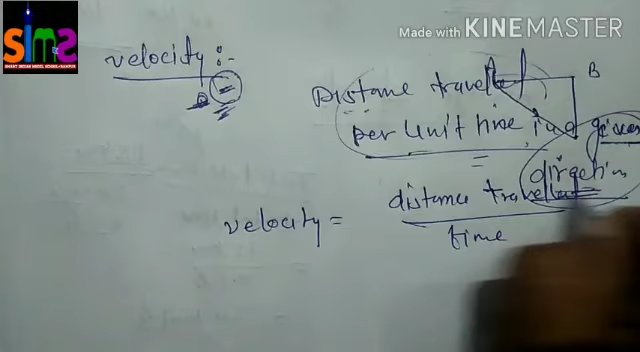 sims
Made with KINEMASTER
velocity :-
A B
Distance travelled
per unit time in a given
direction
velocity = distance travelled
time